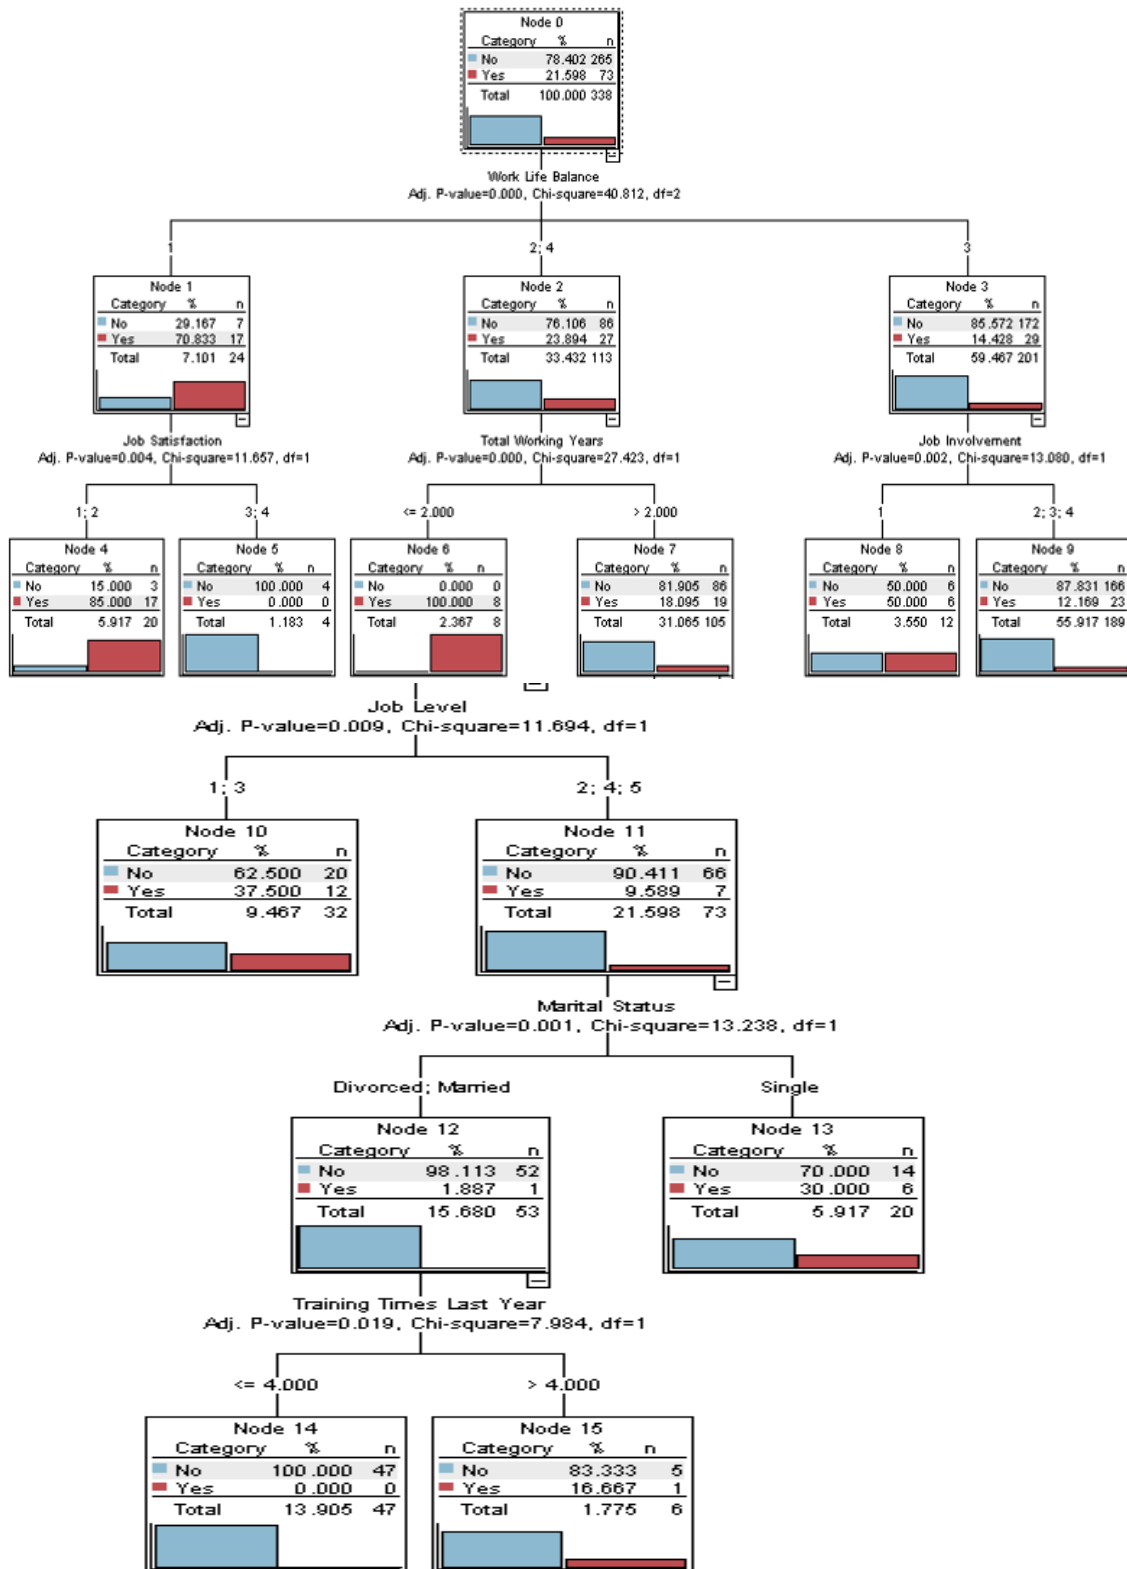 Node 0
Category % n
No 78.402 265
Yes 21.598 73
Total 100.000 338
Work Life Balance
Adj. P-value=0.000, Chi-square=40.812, df=2
1
2; 4
3
Node 1
Category % n
No 29.167 7
Yes 70.833 17
Total 7.101 24
Node 2
Category % n
No 76.106 86
Yes 23.894 27
Total 33.432 113
Node 3
Category % n
No 85.572 172
Yes 14.428 29
Total 59.467 201
Job Satisfaction
Adj. P-value=0.004, Chi-square=11.657, df=1
Total Working Years
Adj. P-value=0.000, Chi-square=27.423, df=1
Job Involvement
Adj. P-value=0.002, Chi-square=13.080, df=1
1; 2
3; 4
<= 2.000
> 2.000
1
2; 3; 4
Node 4
Category % n
No 15.000 3
Yes 85.000 17
Total 5.917 20
Node 5
Category % n
No 100.000 4
Yes 0.000 0
Total 1.183 4
Node 6
Category % n
No 0.000 0
Yes 100.000 8
Total 2.367 8
Node 7
Category % n
No 81.905 86
Yes 18.095 19
Total 31.065 105
Node 8
Category % n
No 50.000 6
Yes 50.000 6
Total 3.550 12
Node 9
Category % n
No 87.831 166
Yes 12.169 23
Total 55.917 189
Job Level
Adj. P-value=0.009, Chi-square=11.694, df=1
1; 3
2; 4; 5
Node 10
Category % n
No 62.500 20
Yes 37.500 12
Total 9.467 32
Node 11
Category % n
No 90.411 66
Yes 9.589 7
Total 21.598 73
Marital Status
Adj. P-value=0.001, Chi-square=13.238, df=1
Divorced; Married
Single
Node 12
Category % n
No 98.113 52
Yes 1.887 1
Total 15.680 53
Node 13
Category % n
No 70.000 14
Yes 30.000 6
Total 5.917 20
Training Times Last Year
Adj. P-value=0.019, Chi-square=7.984, df=1
<= 4.000
> 4.000
Node 14
Category % n
No 100.000 47
Yes 0.000 0
Total 13.905 47
Node 15
Category % n
No 83.333 5
Yes 16.667 1
Total 1.775 6